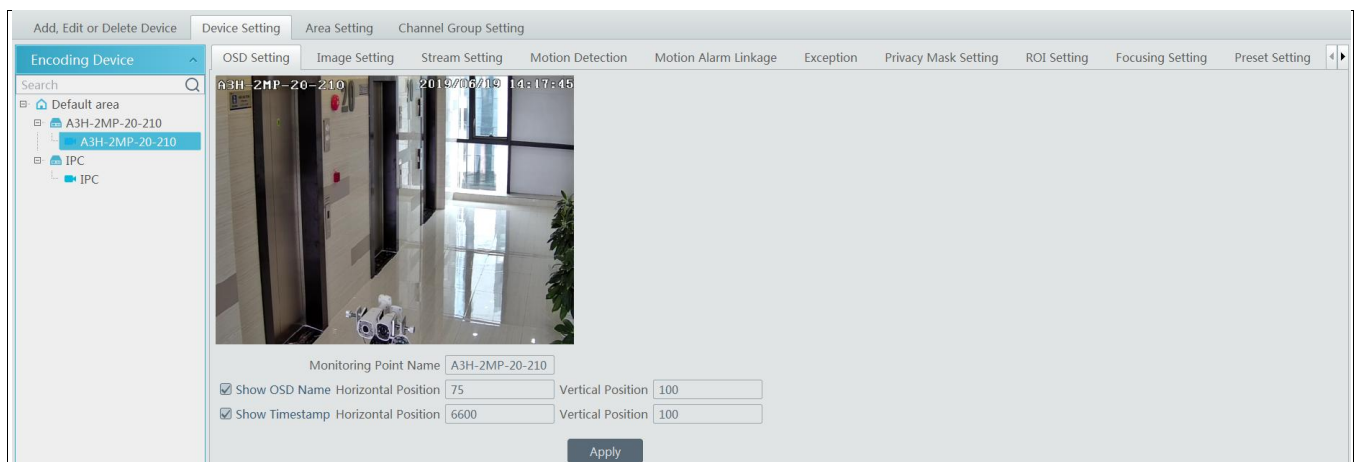 Add, Edit or Delete Device Device Setting Area Setting Channel Group Setting
Encoding Device
OSD Setting Image Setting Stream Setting Motion Detection Motion Alarm Linkage Exception Privacy Mask Setting ROI Setting Focusing Setting Preset Setting
Search
Default area
A3H-2MP-20-210
A3H-2MP-20-210
IPC
IPC
A3H-2MP-20-210 2019/06/19 14:17:45
Monitoring Point Name A3H-2MP-20-210
Show OSD Name Horizontal Position 75 Vertical Position 100
Show Timestamp Horizontal Position 6600 Vertical Position 100
Apply